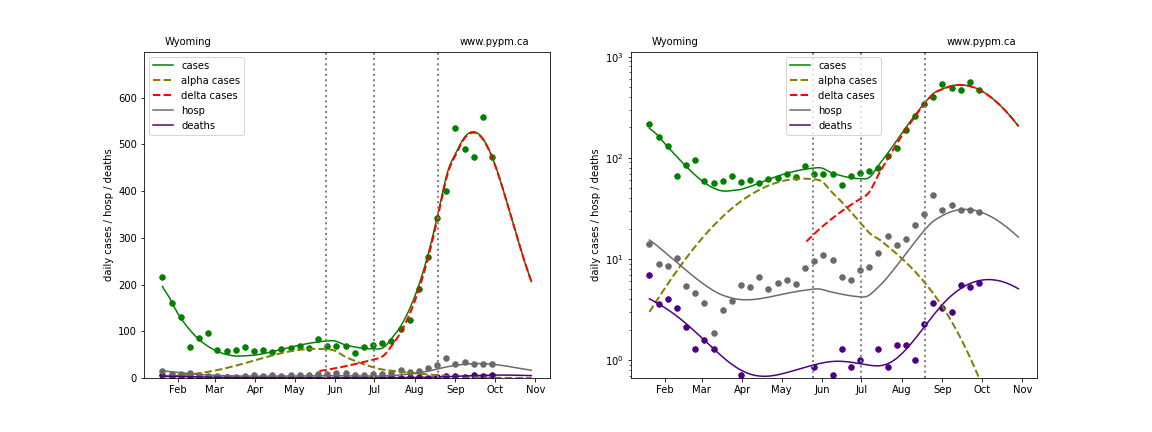 Wyoming www.pypm.ca
cases
alpha cases
delta cases
hosp
deaths
daily cases / hosp / deaths
600
500
400
300
200
100
0
Feb Mar Apr May Jun Jul Aug Sep Oct Nov
Wyoming www.pypm.ca
cases
alpha cases
delta cases
hosp
deaths
daily cases / hosp / deaths
10³
10²
10¹
10⁰
Feb Mar Apr May Jun Jul Aug Sep Oct Nov